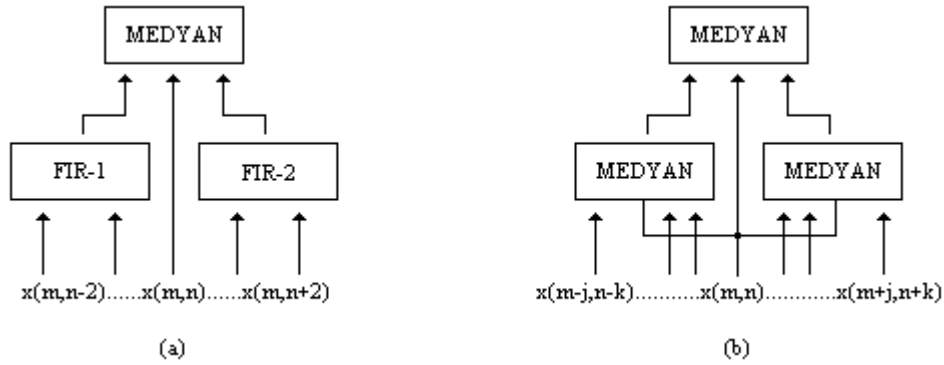 MEDYAN
FIR-1
FIR-2
x(m,n-2)......x(m,n)......x(m,n+2)
(a)
MEDYAN
MEDYAN
MEDYAN
x(m-j,n-k)...........x(m,n)............x(m+j,n+k)
(b)